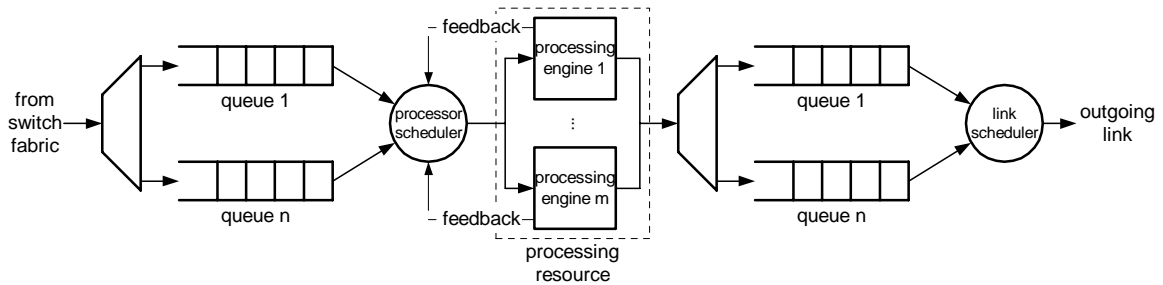 from
switch
fabric
queue 1
queue n
feedback
processor
scheduler
feedback
processing
engine 1
...
processing
engine m
processing
resource
queue 1
queue n
link
scheduler
outgoing
link